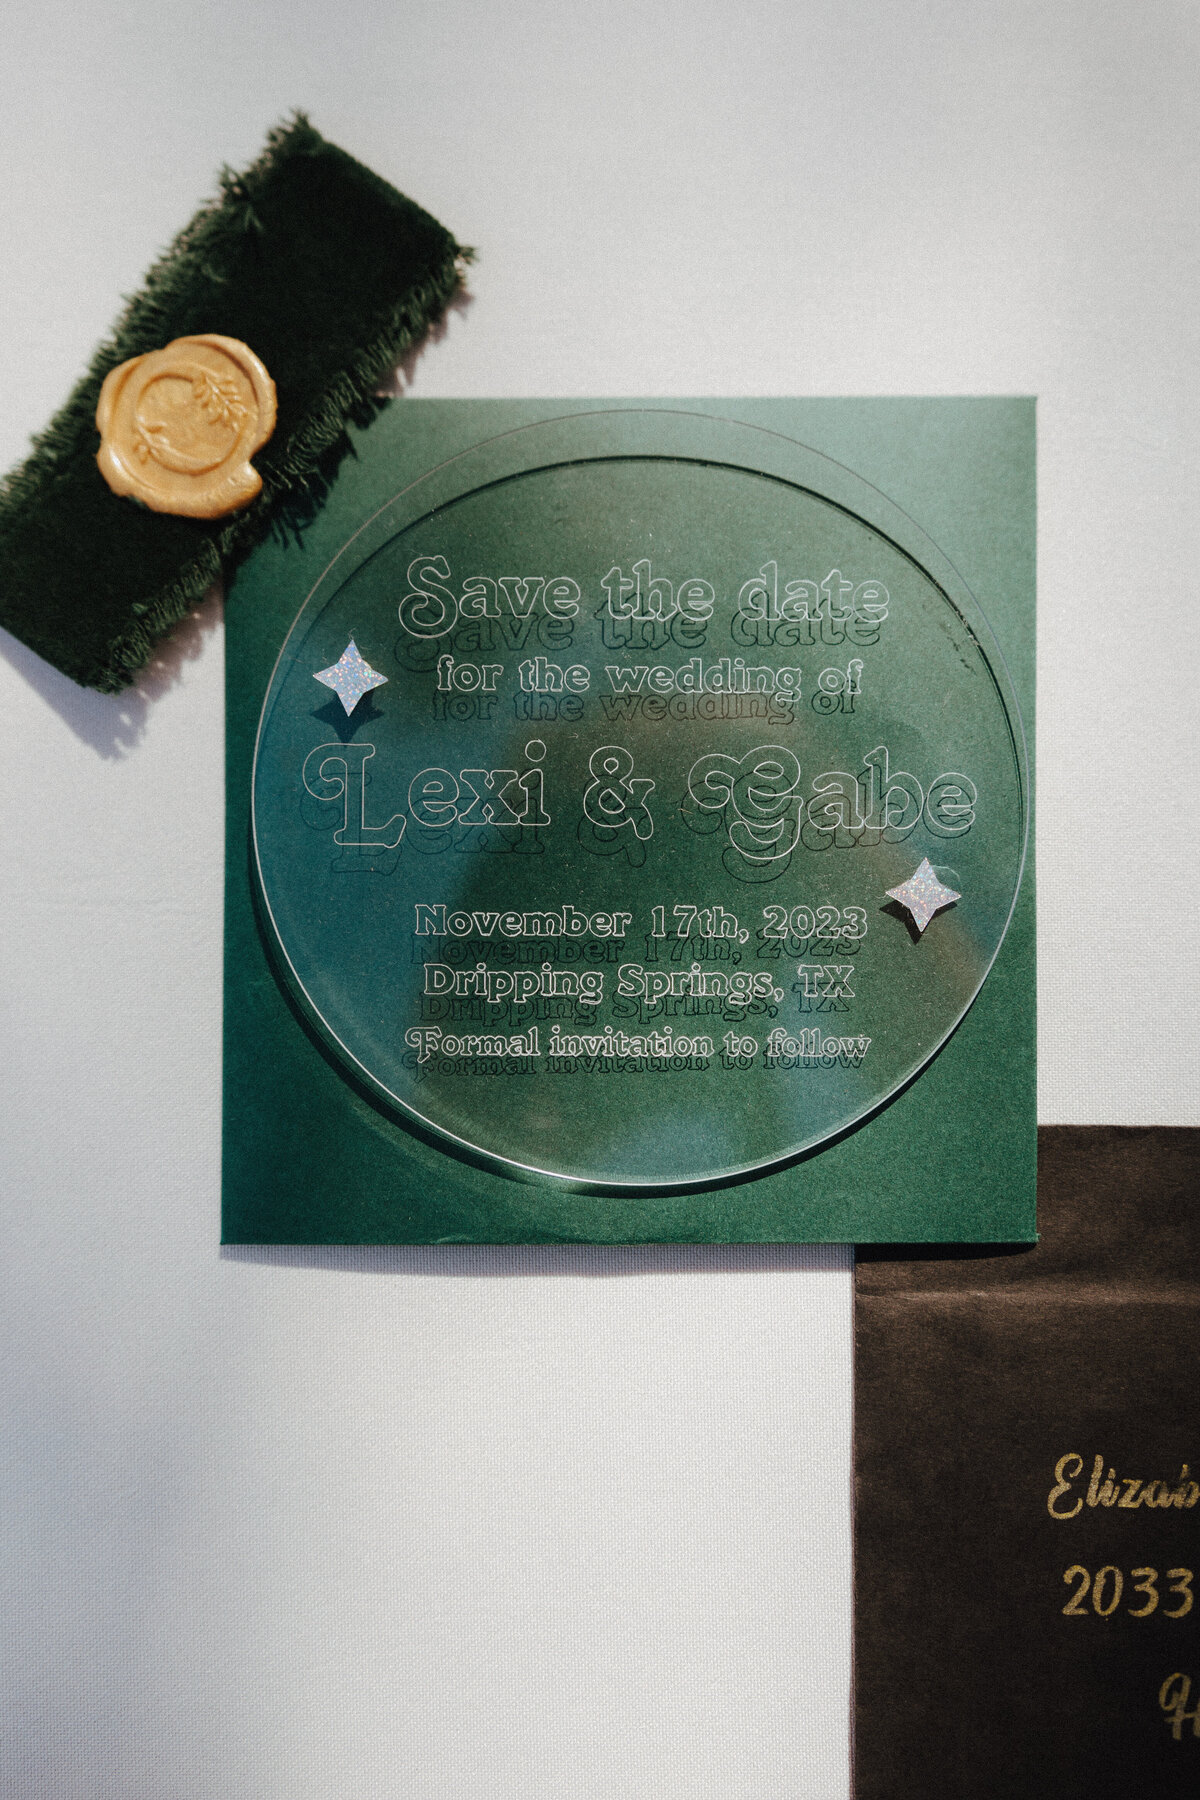 Save the date
for the wedding of
Lexi & Gabe
November 17th, 2023
Dripping Springs, TX
Formal invitation to follow
Elizab
2033
H